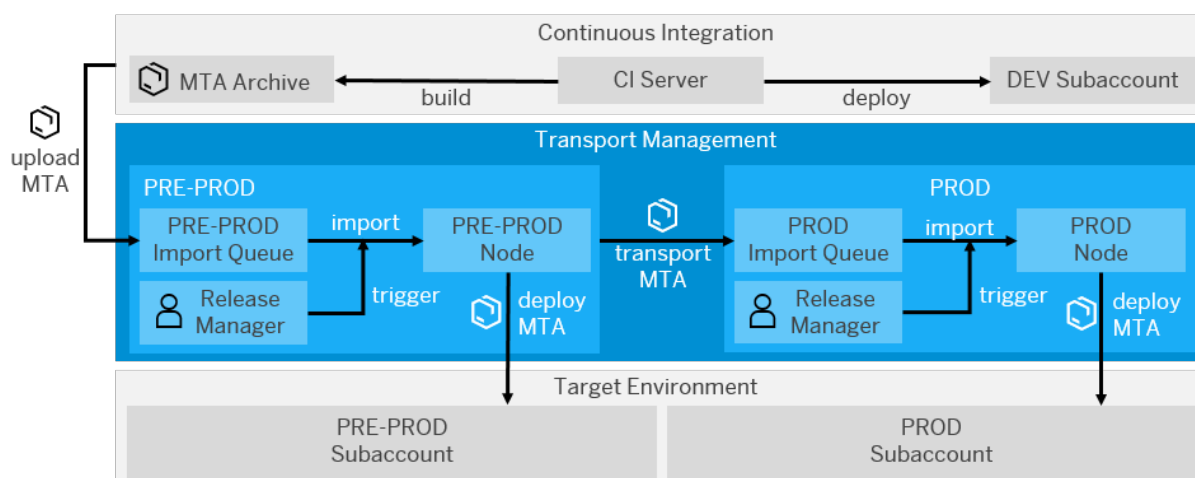 Continuous Integration
MTA Archive
build
CI Server
deploy
DEV Subaccount
upload
MTA
Transport Management
PRE-PROD
PRE-PROD
Import Queue
import
PRE-PROD
Node
Release
Manager
trigger
deploy
MTA
transport
MTA
PROD
PROD
Import Queue
import
PROD
Node
Release
Manager
trigger
deploy
MTA
Target Environment
PRE-PROD
Subaccount
PROD
Subaccount